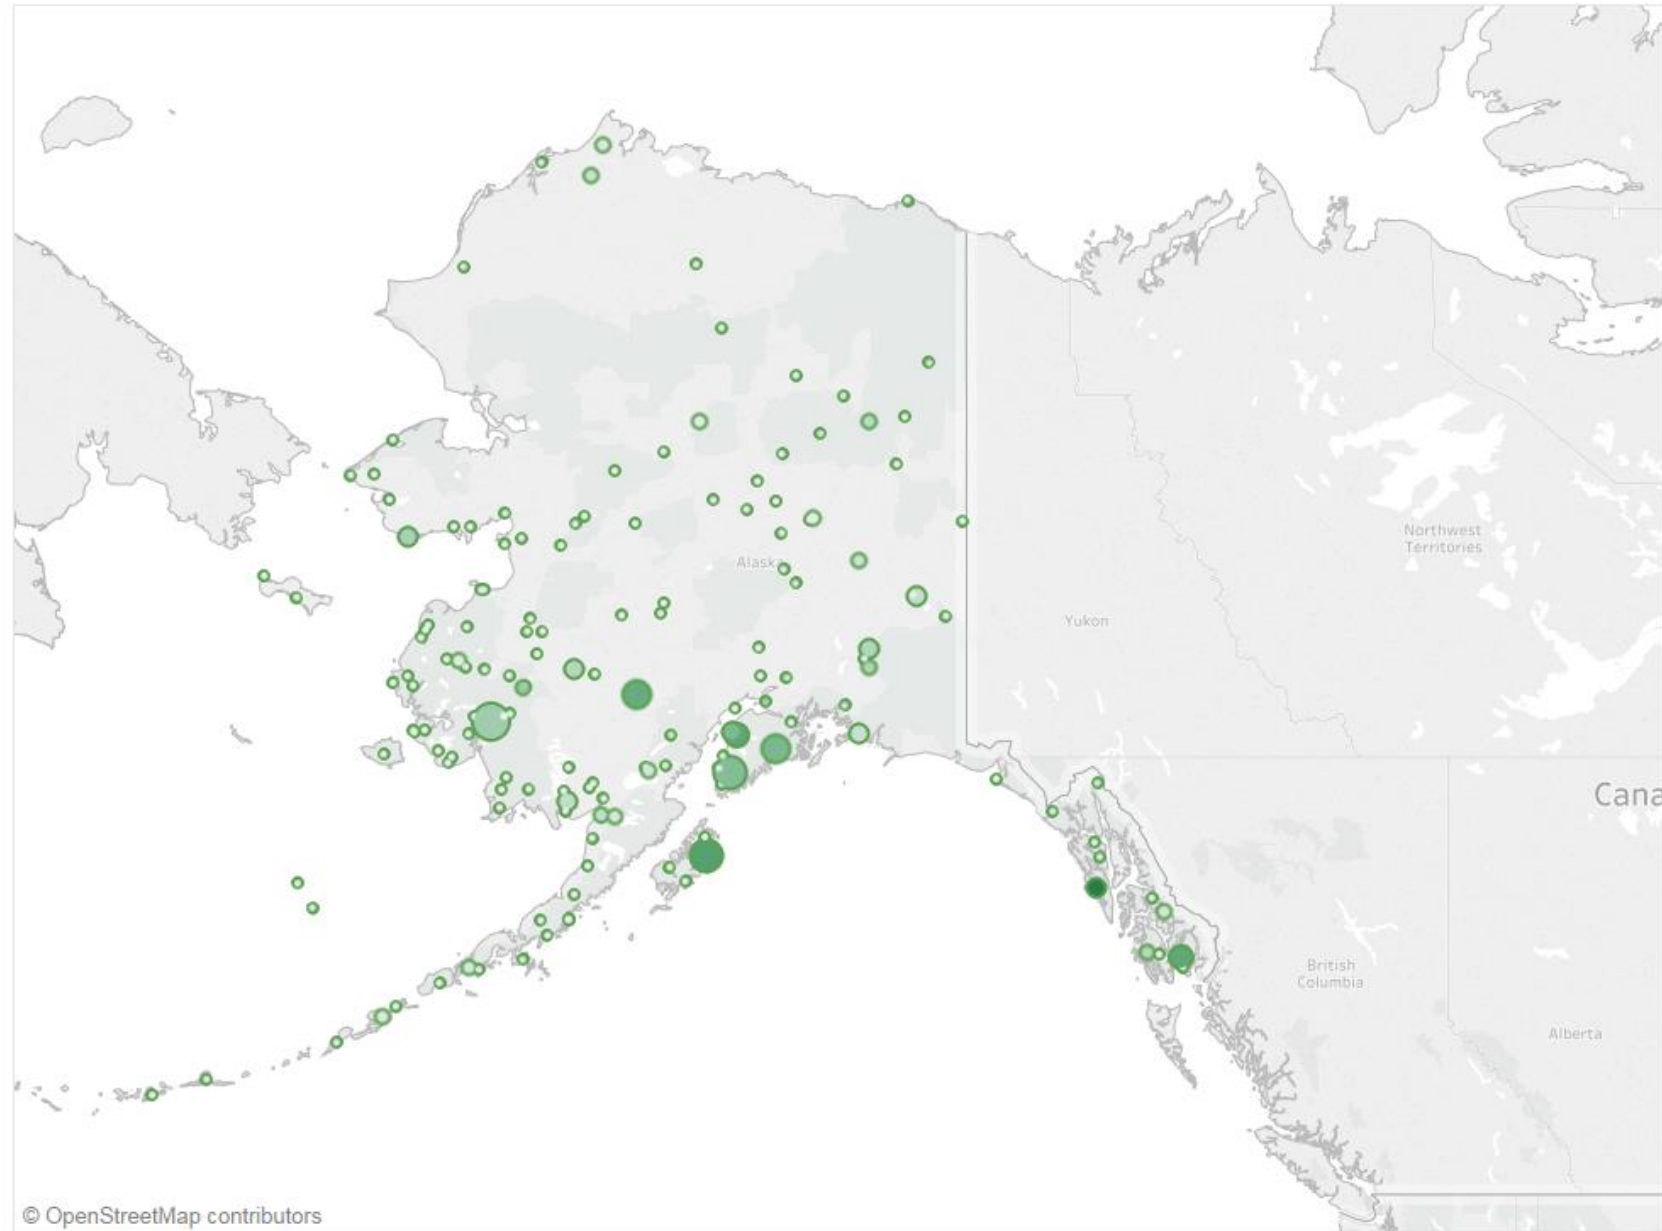 Northwest
Territories
Alaska
Yukon
Cana
British
Columbia
Alberta
© OpenStreetMap contributors